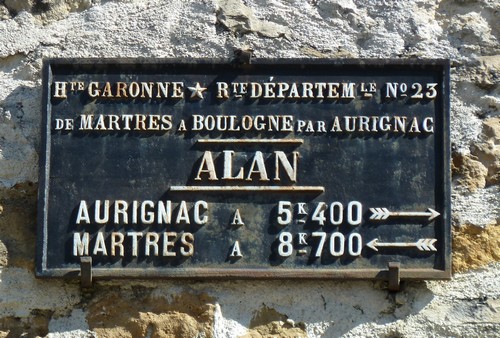 HTE GARONNE ★ RTE DÉPARTEMLE NO 23
DE MARTRES A BOULOGNE PAR AURIGNAC
ALAN
AURIGNAC A 5K400
MARTRES A 8K700